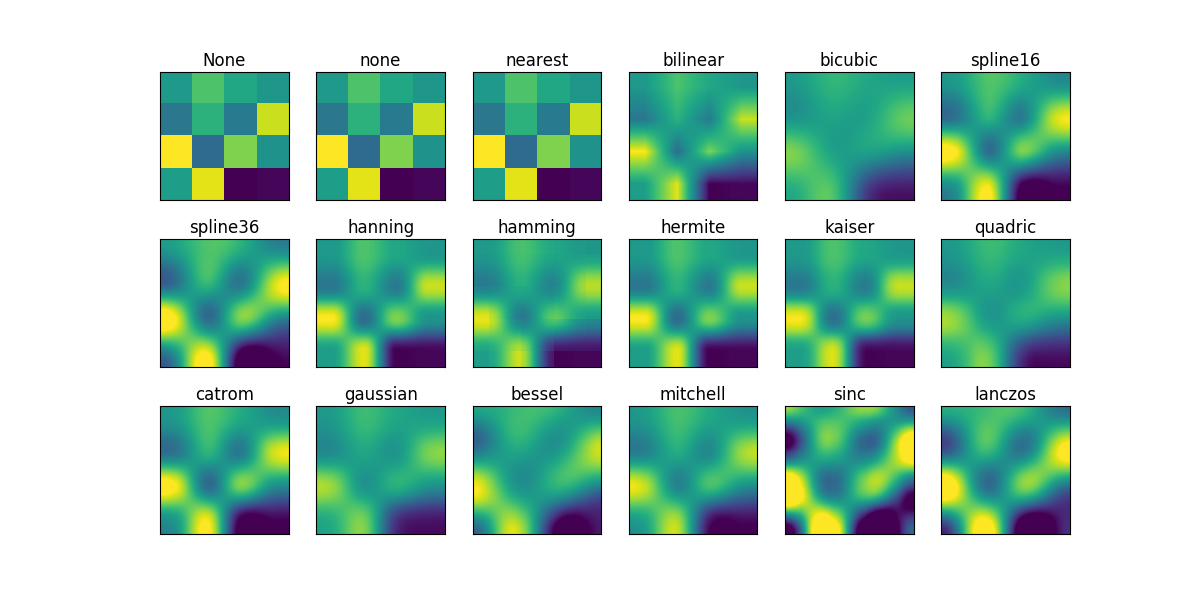 None none nearest bilinear bicubic spline16
spline36 hanning hamming hermite kaiser quadric
catrom gaussian bessel mitchell sinc lanczos